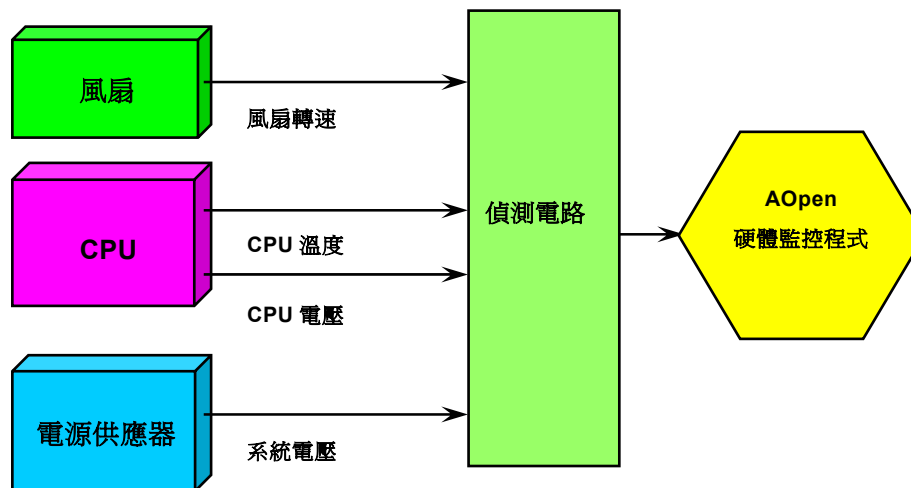 風扇
風扇轉速
CPU
CPU 溫度
CPU 電壓
電源供應器
系統電壓
偵測電路
AOpen
硬體監控程式